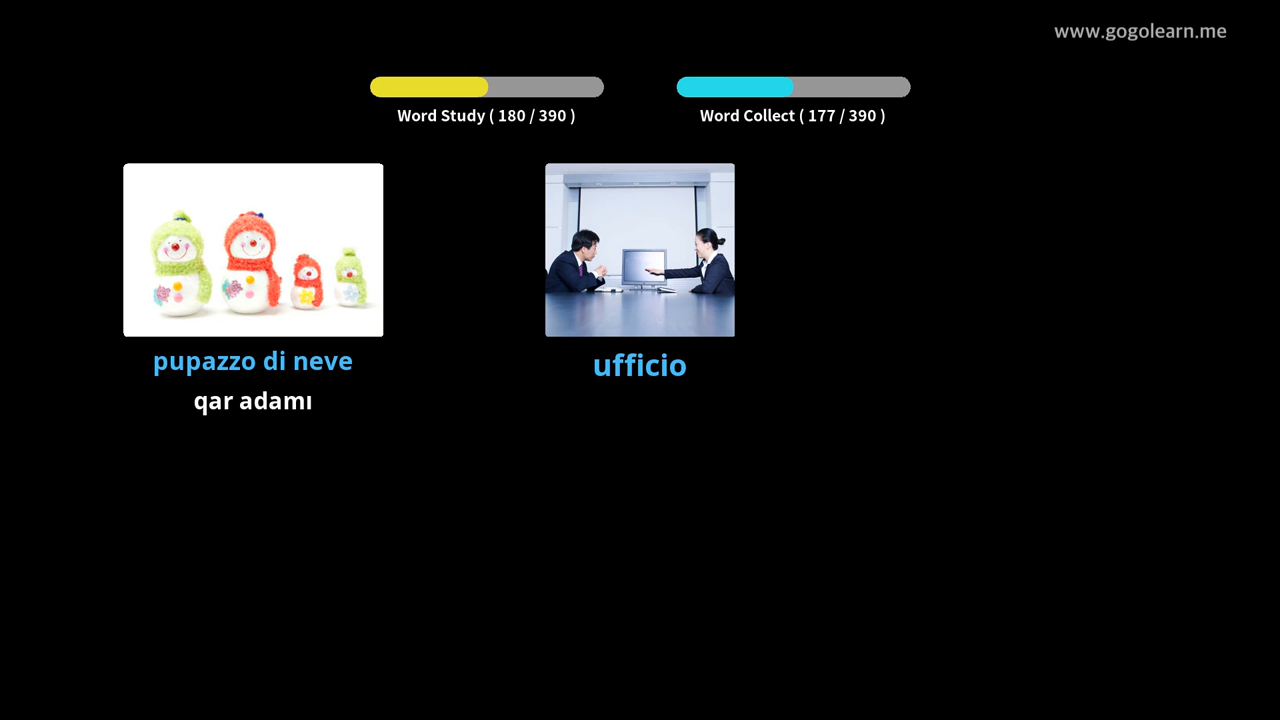 www.gogolearn.me
Word Study ( 180 / 390 )
Word Collect ( 177 / 390 )
pupazzo di neve
qar adamı
ufficio